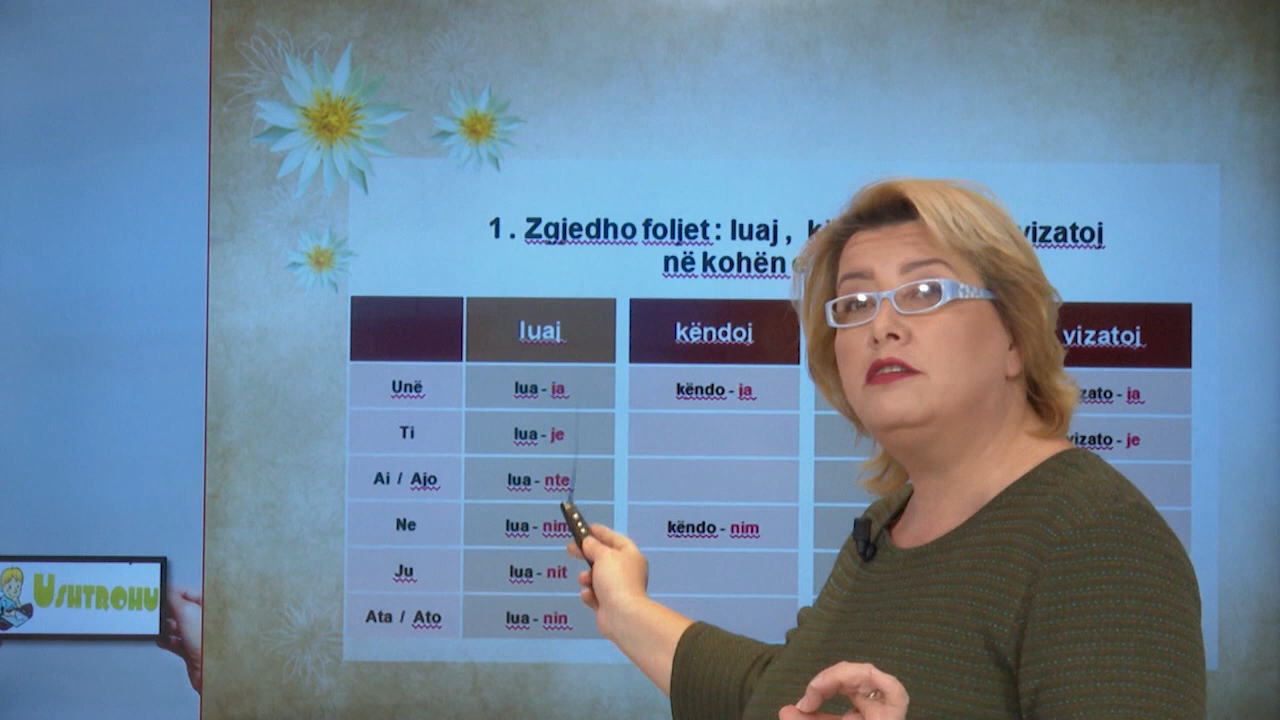 1. Zgjedho foljet: luaj, vizatoj
në kohën
luaj këndoj vizatoj
Unë lua - ja këndo - ja - ja
Ti lua - je vizato - je
Ai / Ajo lua - nte
Ne lua - nim këndo - nim
Ju lua - nit
Ata / Ato lua - nin
USHTROHU